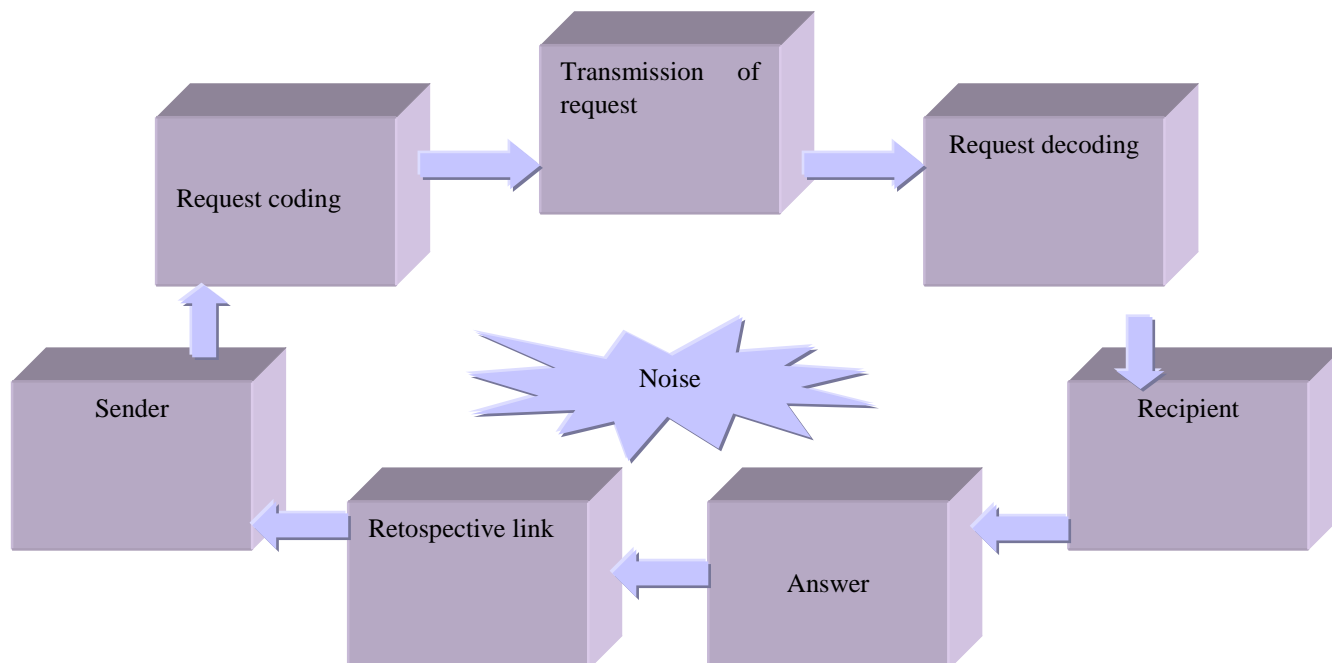 Transmission of
request
Request decoding
Request coding
Noise
Sender
Recipient
Retospective link
Answer